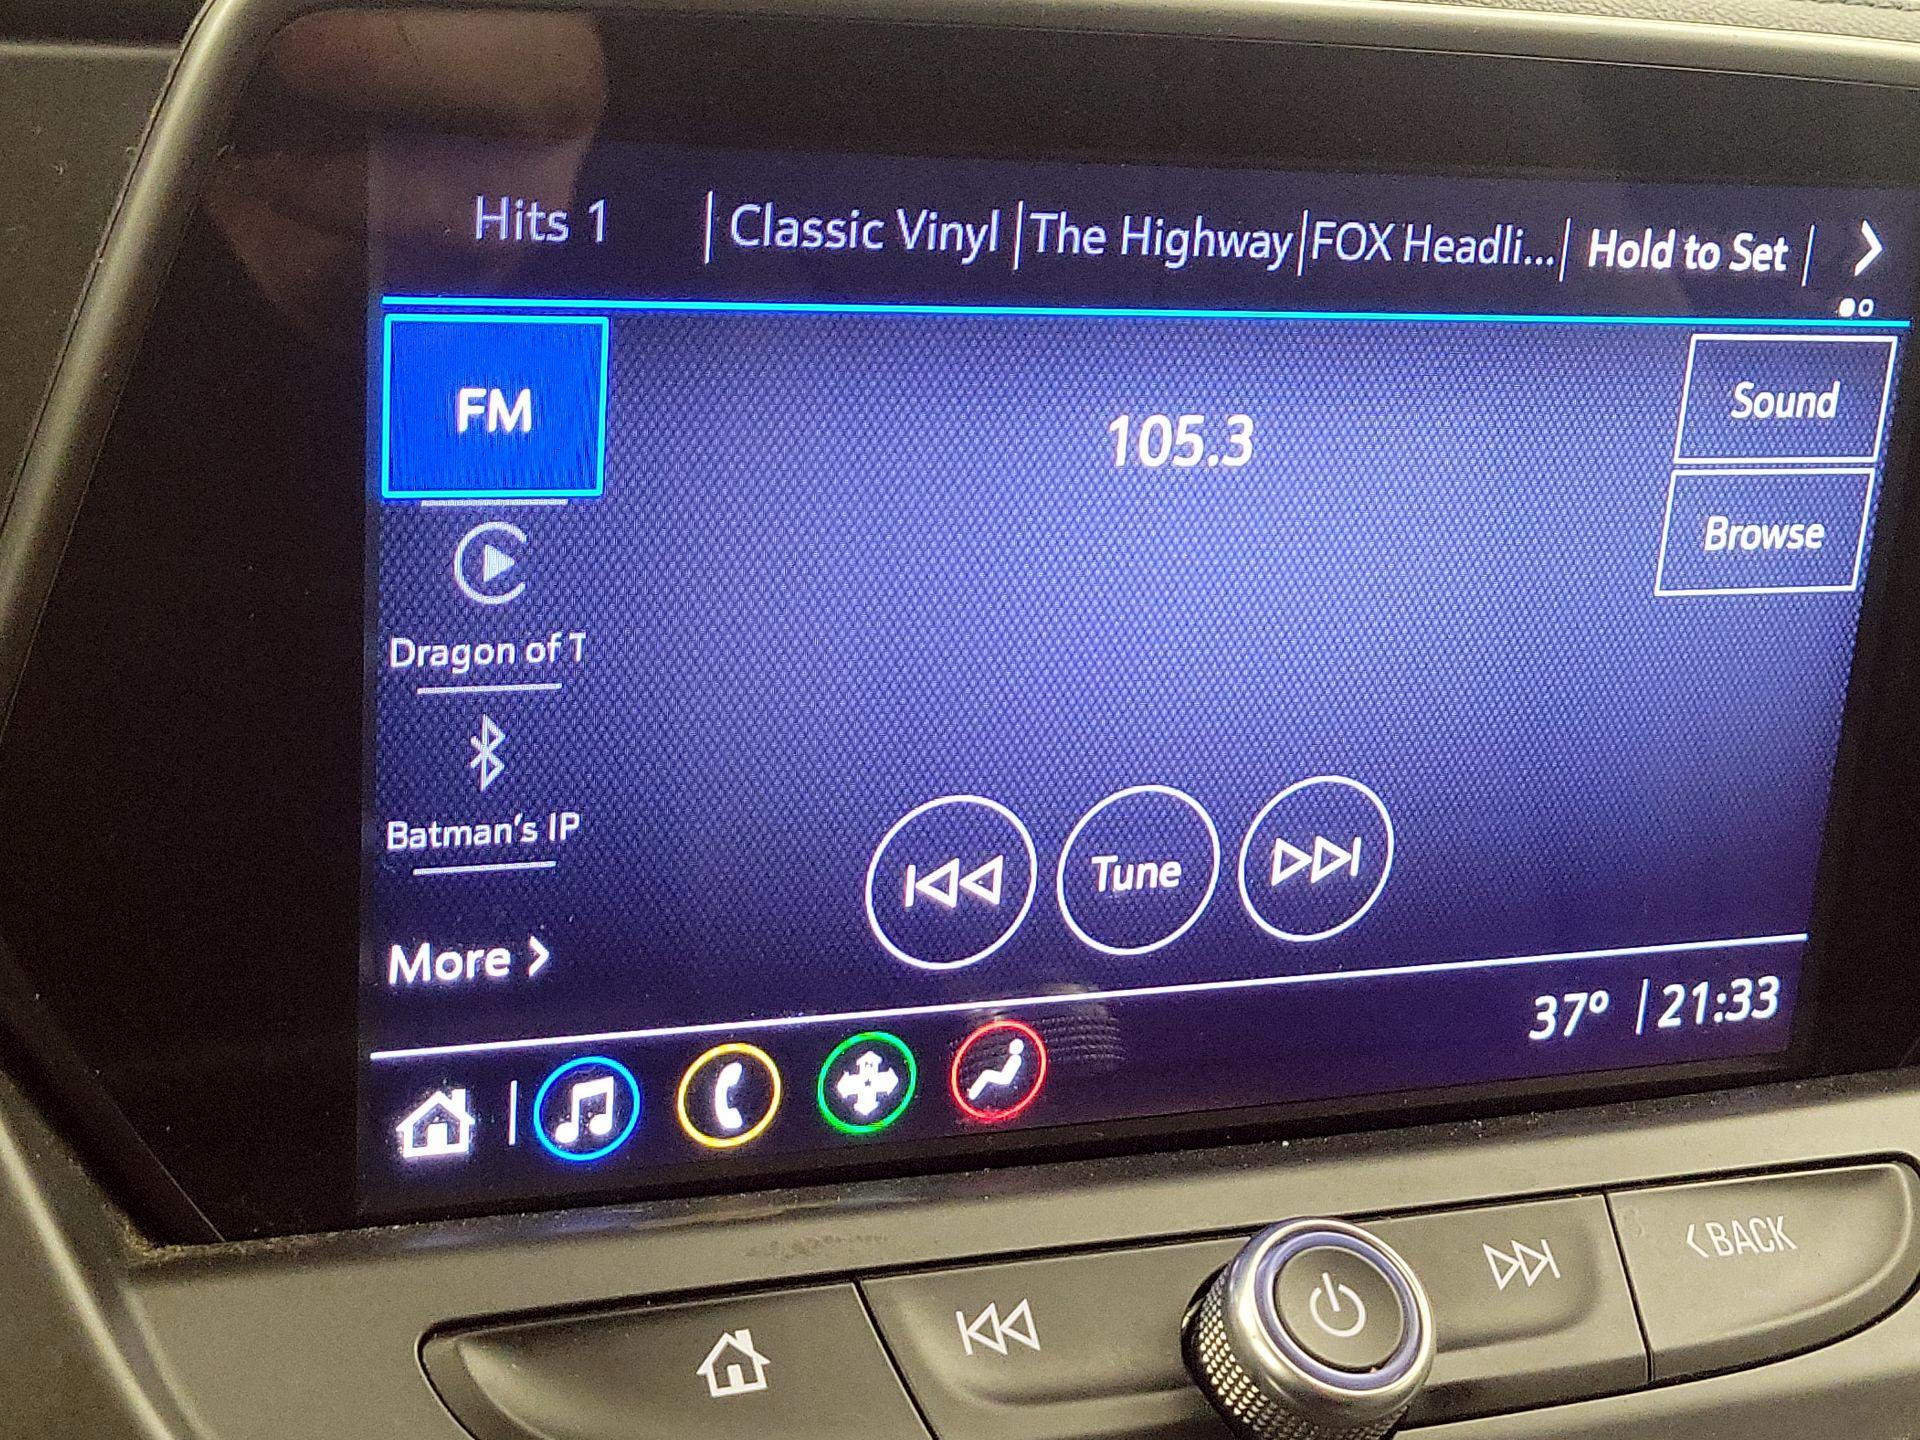 Hits 1 | Classic Vinyl | The Highway | FOX Headli... | Hold to Set |
FM
105.3
Sound
Browse
Dragon of T
Batman's IP
Tune
More >
37° | 21:33
<BACK